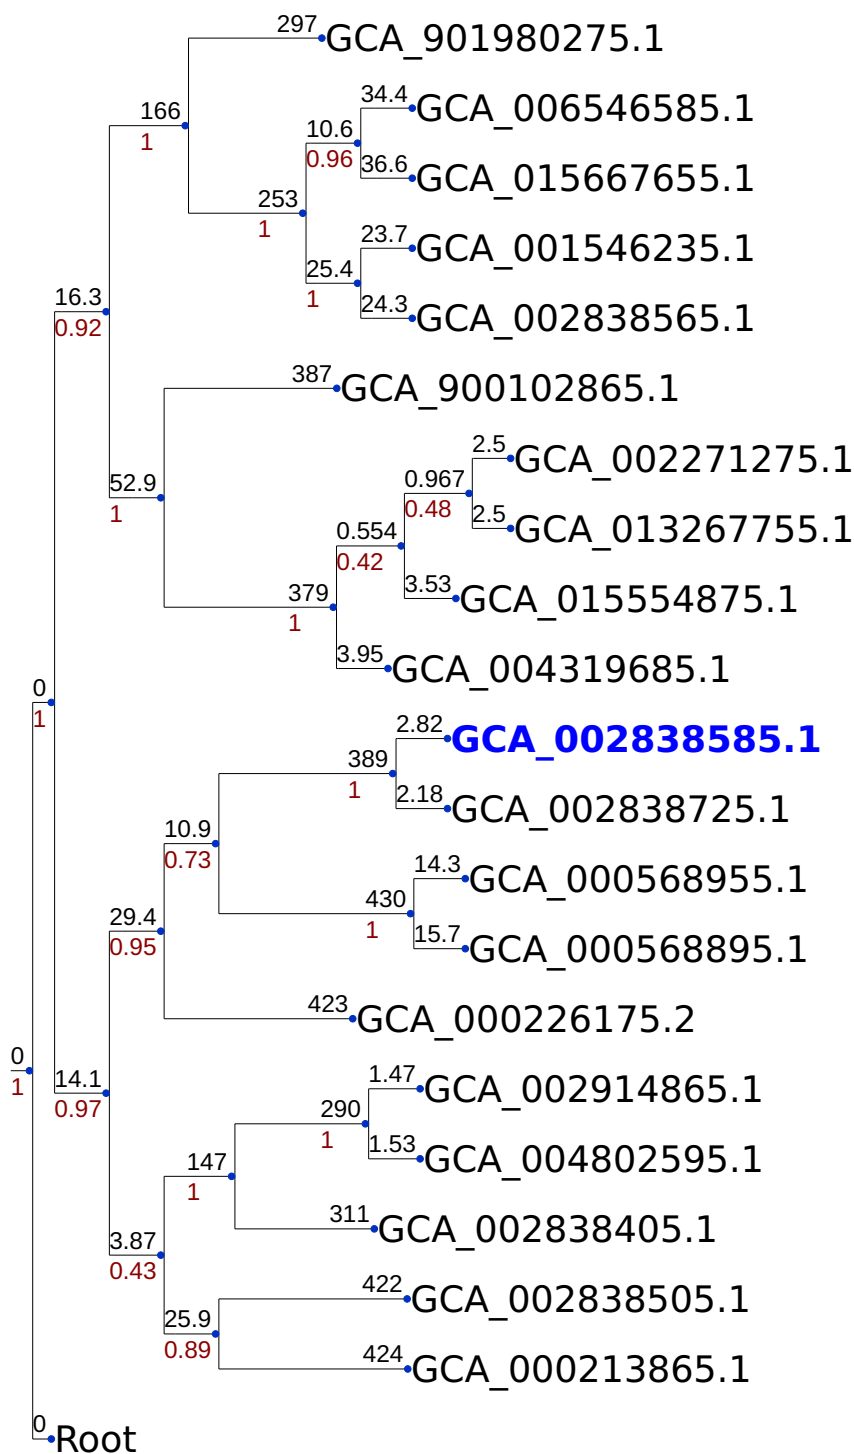 297 GCA_901980275.1
34.4 GCA_006546585.1
166
1
10.6
0.96
36.6 GCA_015667655.1
253
1
23.7 GCA_001546235.1
25.4
1
16.3
0.92
24.3 GCA_002838565.1
387 GCA_900102865.1
2.5 GCA_002271275.1
52.9
1
0.967
0.48
2.5 GCA_013267755.1
0.554
0.42
3.53 GCA_015554875.1
379
1
3.95 GCA_004319685.1
0
1
2.82 GCA_002838585.1
389
1
2.18 GCA_002838725.1
10.9
0.73
14.3 GCA_000568955.1
430
1
29.4
0.95
15.7 GCA_000568895.1
423 GCA_000226175.2
0
1
14.1
0.97
1.47 GCA_002914865.1
290
1
1.53 GCA_004802595.1
147
1
311 GCA_002838405.1
3.87
0.43
422 GCA_002838505.1
25.9
0.89
424 GCA_000213865.1
0 Root